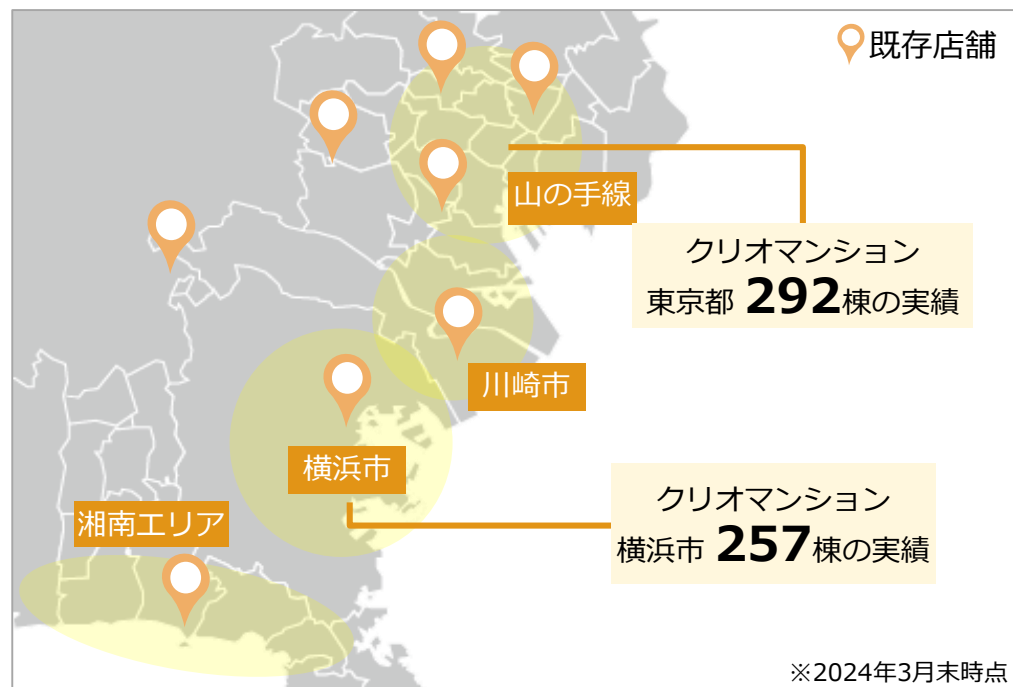 既存店舗
山の手線
クリオマンション
東京都 292棟の実績
川崎市
横浜市
クリオマンション
横浜市 257棟の実績
湘南エリア
※2024年3月末時点